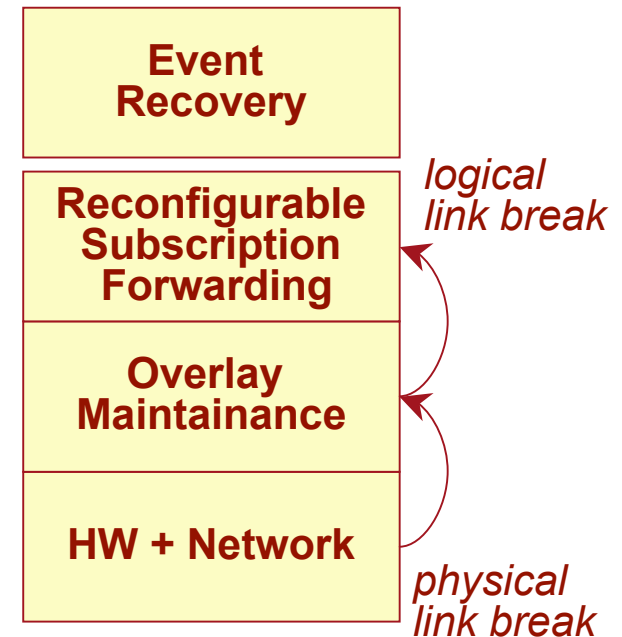 Event
Recovery
logical
link break
Reconfigurable
Subscription
Forwarding
Overlay
Maintainance
HW + Network
physical
link break